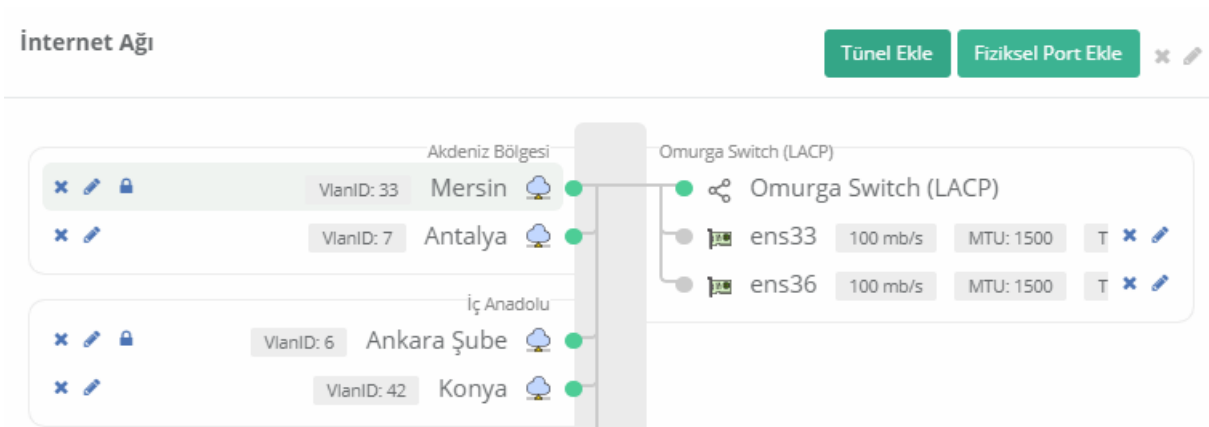 İnternet Ağı
Tünel Ekle
Fiziksel Port Ekle
Akdeniz Bölgesi
VlanID: 33 Mersin
VlanID: 7 Antalya
İç Anadolu
VlanID: 6 Ankara Şube
VlanID: 42 Konya
Omurga Switch (LACP)
Omurga Switch (LACP)
ens33 100 mb/s MTU: 1500 T
ens36 100 mb/s MTU: 1500 T